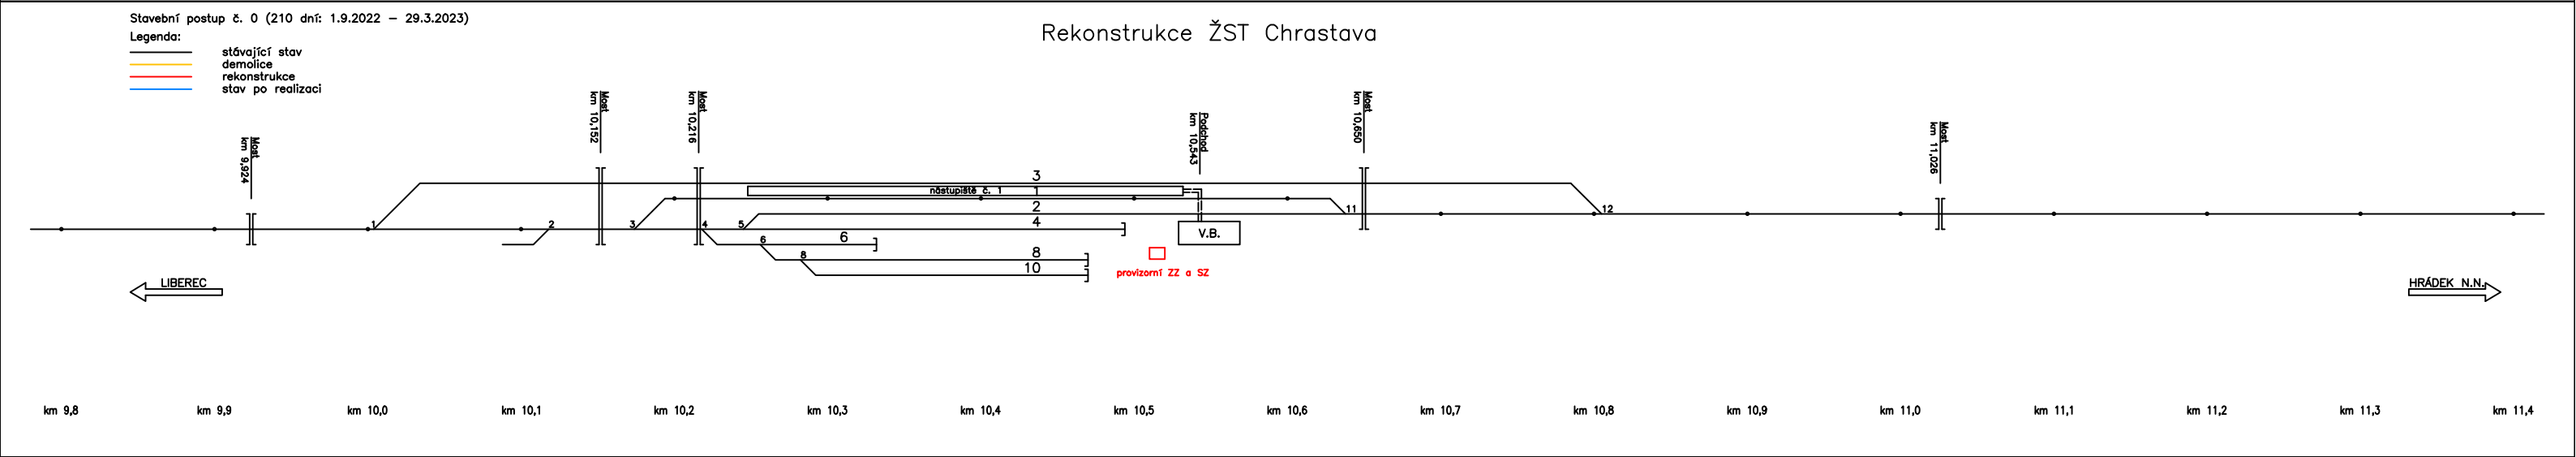 Stavební postup č. 0 (210 dní: 1.9.2022 – 29.3.2023)
Rekonstrukce ŽST Chrastava
Legenda:
stávající stav
demolice
rekonstrukce
stav po realizaci
Most
km 9,924
Most
km 10,152
Most
km 10,216
Podchod
km 10,543
Most
km 10,650
Most
km 11,026
3
nástupiště č. 1
1
2
11
12
1
2
3
4
5
4
V.B.
6
6
8
8
10
provizorní ZZ a SZ
LIBEREC
HRÁDEK N.N.
km 9,8
km 9,9
km 10,0
km 10,1
km 10,2
km 10,3
km 10,4
km 10,5
km 10,6
km 10,7
km 10,8
km 10,9
km 11,0
km 11,1
km 11,2
km 11,3
km 11,4